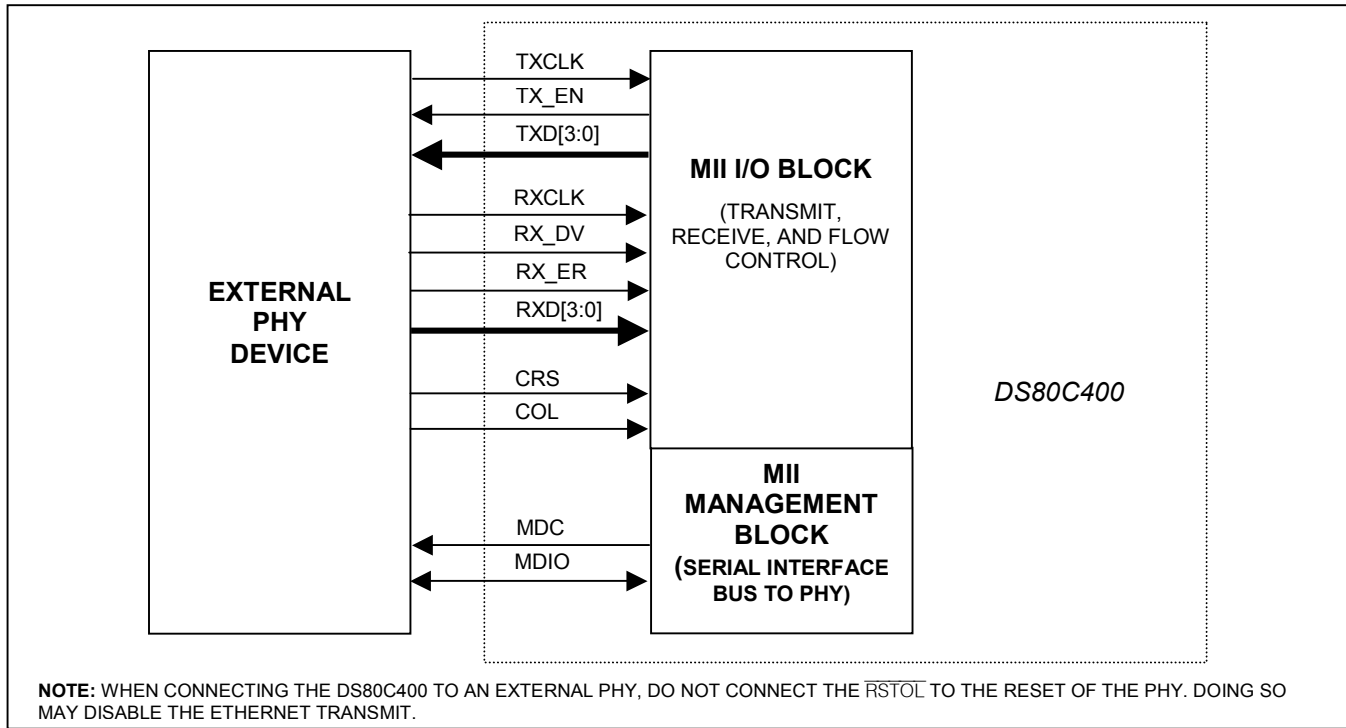 TXCLK
TX_EN
TXD[3:0]
RXCLK
RX_DV
RX_ER
RXD[3:0]
CRS
COL
MDC
MDIO
EXTERNAL
PHY
DEVICE
MII I/O BLOCK
(TRANSMIT,
RECEIVE, AND FLOW
CONTROL)
MII
MANAGEMENT
BLOCK
(SERIAL INTERFACE
BUS TO PHY)
DS80C400
NOTE: WHEN CONNECTING THE DS80C400 TO AN EXTERNAL PHY, DO NOT CONNECT THE R̅S̅T̅O̅L̅ TO THE RESET OF THE PHY. DOING SO
MAY DISABLE THE ETHERNET TRANSMIT.